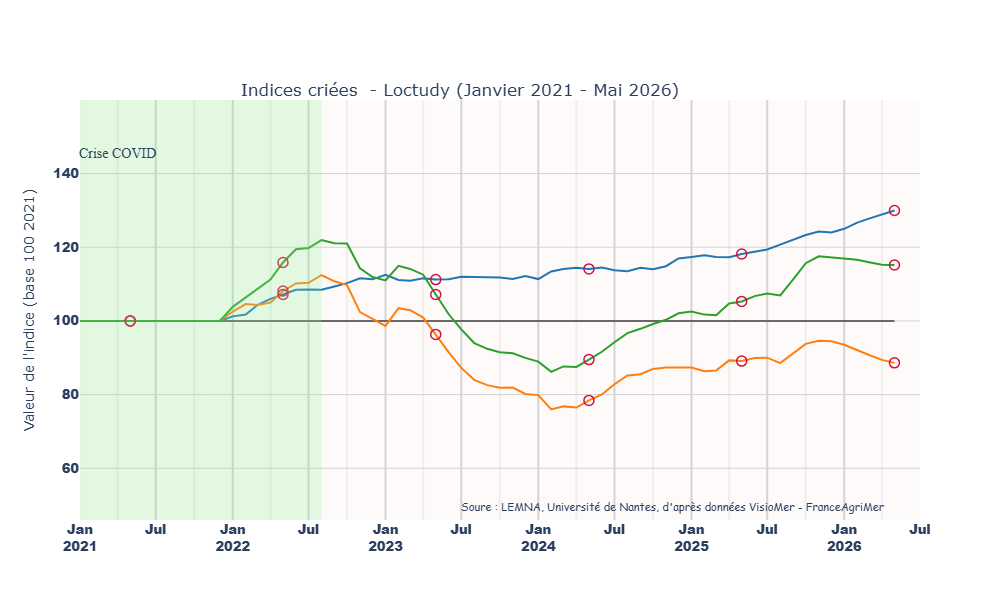 Indices criées  - Loctudy (Janvier 2021 - Mai 2026)
Crise COVID
Valeur de l'indice (base 100 2021)
140
120
100
80
60
Soure : LEMNA, Université de Nantes, d'après données VisioMer - FranceAgriMer
Jan Jul Jan Jul Jan Jul Jan Jul Jan Jul Jan Jul
2021 2022 2023 2024 2025 2026